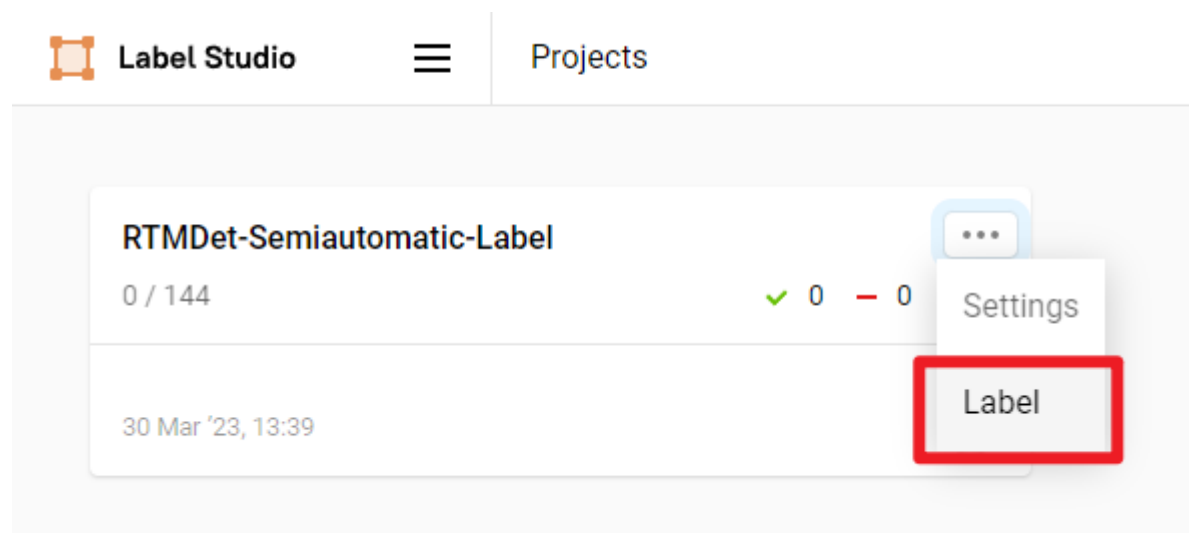 Label Studio Projects
RTMDet-Semiautomatic-Label
0 / 144 0 0
Settings
Label
30 Mar '23, 13:39